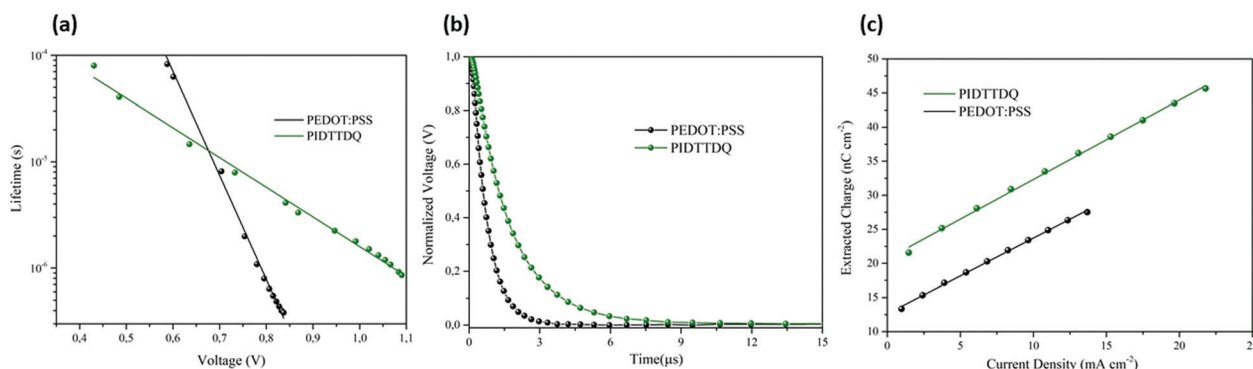 (a)
10⁻⁴
10⁻⁵
10⁻⁶
Lifetime (s)
PEDOT:PSS
PIDTTDQ
0,4 0,5 0,6 0,7 0,8 0,9 1,0 1,1
Voltage (V)
(b)
1,0
0,8
0,6
0,4
0,2
0,0
Normalized Voltage (V)
PEDOT:PSS
PIDTTDQ
0 3 6 9 12 15
Time(μs)
(c)
50
45
40
35
30
25
20
15
10
Extracted Charge (nC cm⁻²)
PIDTTDQ
PEDOT:PSS
0 5 10 15 20 25
Current Density (mA cm⁻²)